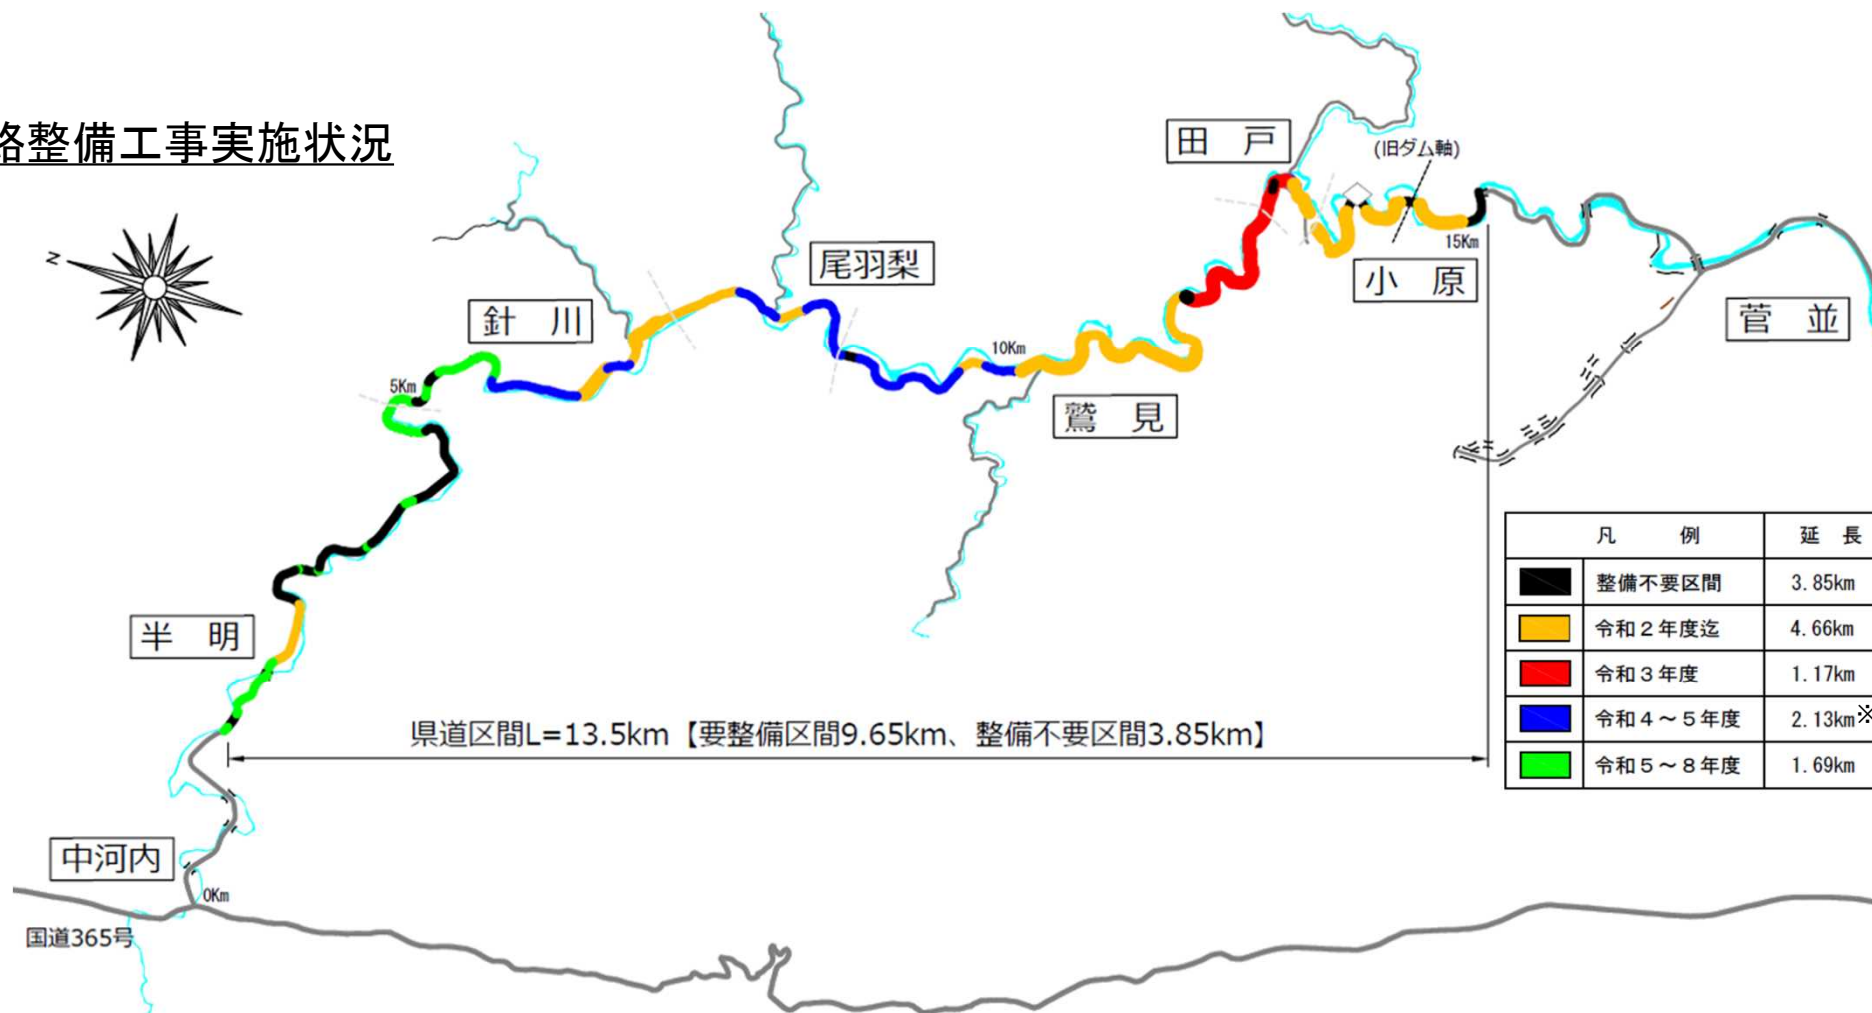 路整備工事実施状況
N
田 戸
(旧ダム軸)
尾羽梨
15Km
小 原
針 川
菅 並
10Km
5Km
鷲 見
半 明
凡 例 延 長
整備不要区間 3.85km
令和2年度迄 4.66km
令和3年度 1.17km
令和4~5年度 2.13km※
令和5~8年度 1.69km
県道区間L=13.5km【要整備区間9.65km、整備不要区間3.85km】
中河内
0Km
国道365号